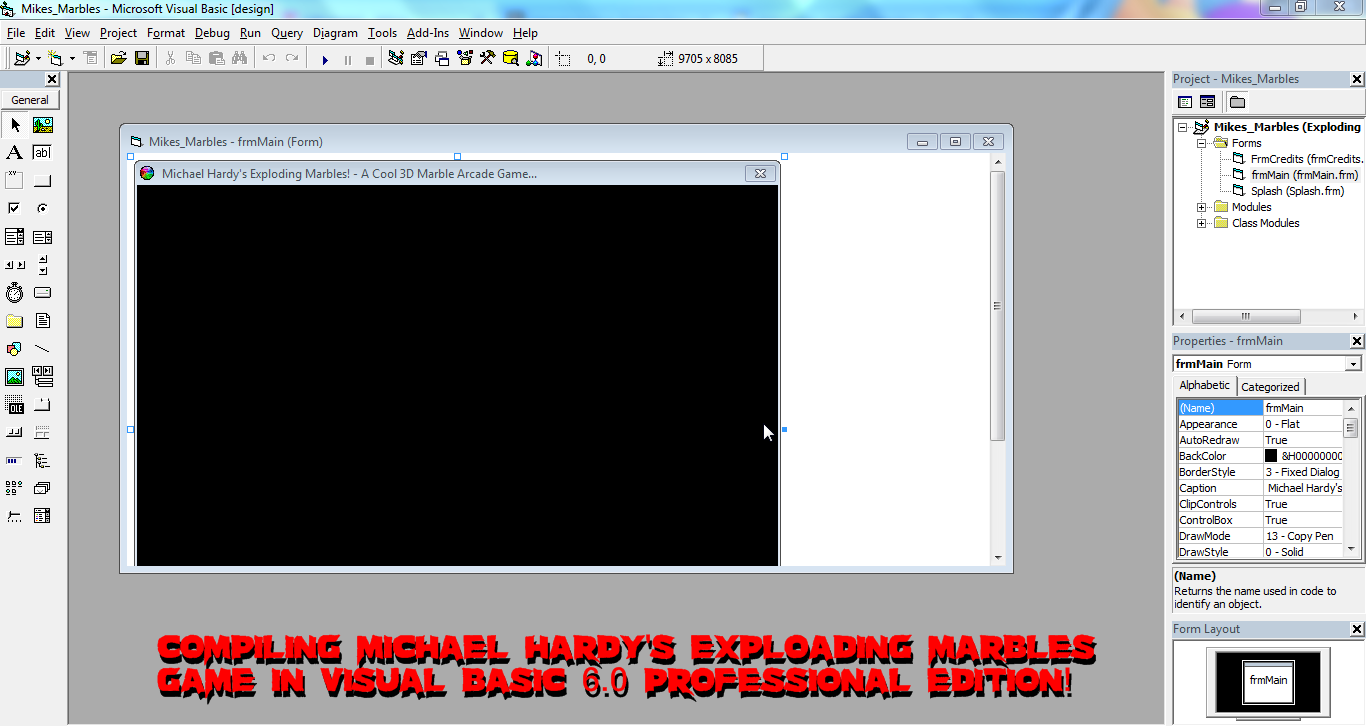 Mikes_Marbles - Microsoft Visual Basic [design]
File Edit View Project Format Debug Run Query Diagram Tools Add-Ins Window Help
0, 0 9705 x 8085
General
A ab|
XY
OLE
Mikes_Marbles - frmMain (Form)
Michael Hardy's Exploding Marbles! - A Cool 3D Marble Arcade Game...
Project - Mikes_Marbles
Mikes_Marbles (Exploding
Forms
FrmCredits (frmCredits.
frmMain (frmMain.frm)
Splash (Splash.frm)
Modules
Class Modules
Properties - frmMain
frmMain Form
Alphabetic Categorized
(Name) frmMain
Appearance 0 - Flat
AutoRedraw True
BackColor &H00000000
BorderStyle 3 - Fixed Dialog
Caption Michael Hardy's
ClipControls True
ControlBox True
DrawMode 13 - Copy Pen
DrawStyle 0 - Solid
(Name)
Returns the name used in code to
identify an object.
Form Layout
frmMain
COMPILING MICHAEL HARDY'S EXPLOADING MARBLES
GAME IN VISUAL BASIC 6.0 PROFESSIONAL EDITION!